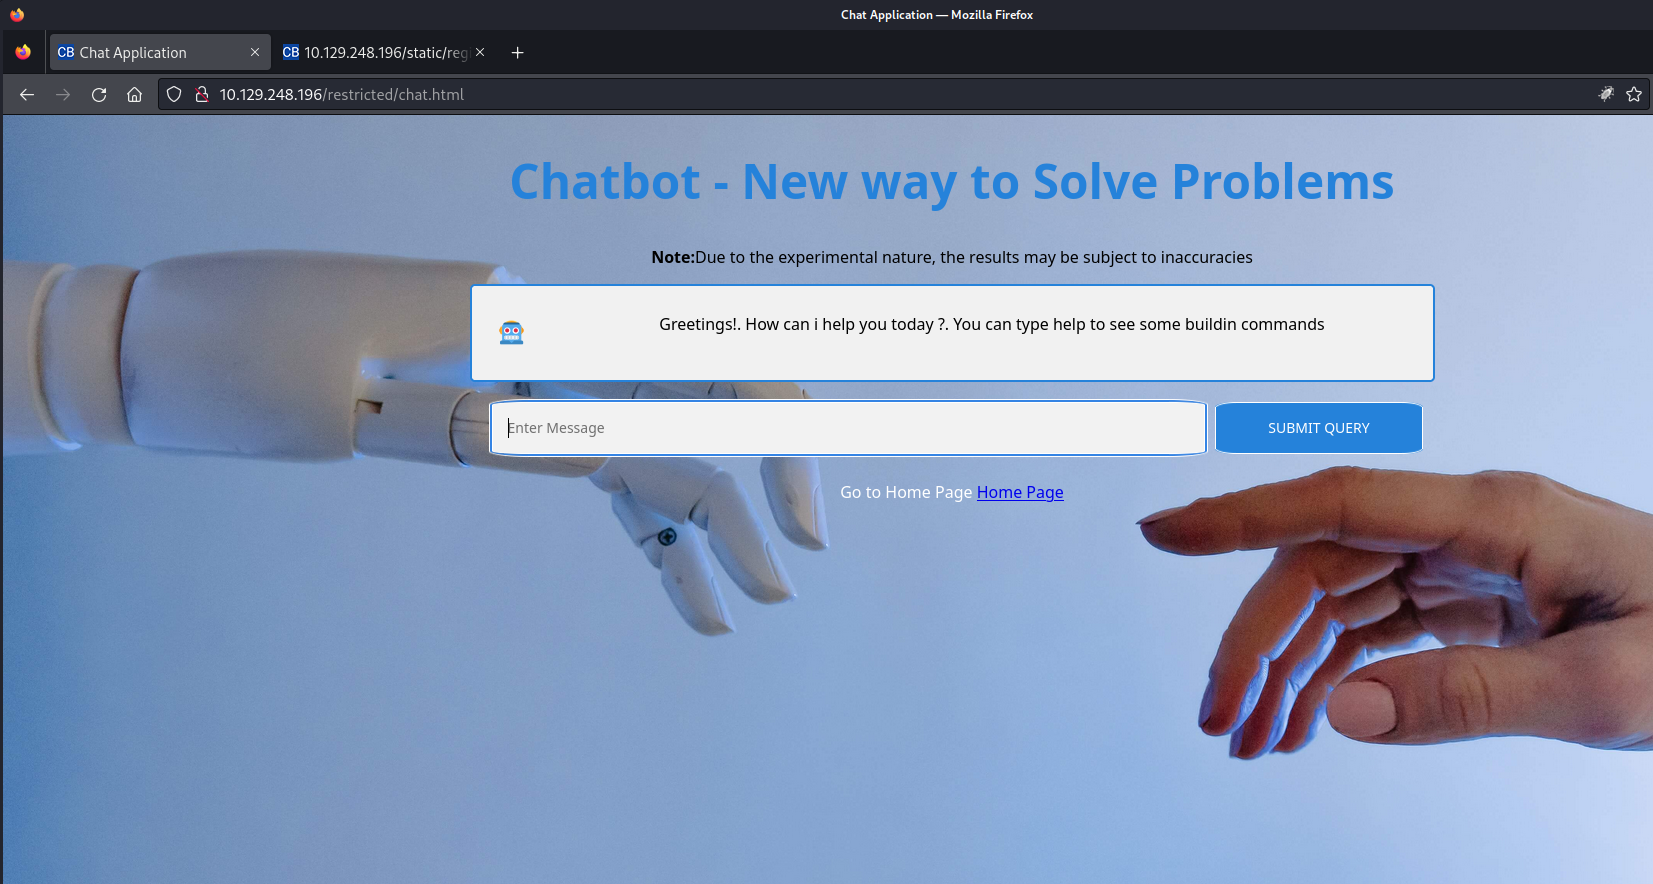 Chat Application — Mozilla Firefox
CB Chat Application
CB 10.129.248.196/static/reg
10.129.248.196/restricted/chat.html
Chatbot - New way to Solve Problems
Note:Due to the experimental nature, the results may be subject to inaccuracies
Greetings!. How can i help you today ?. You can type help to see some buildin commands
Enter Message
SUBMIT QUERY
Go to Home Page Home Page